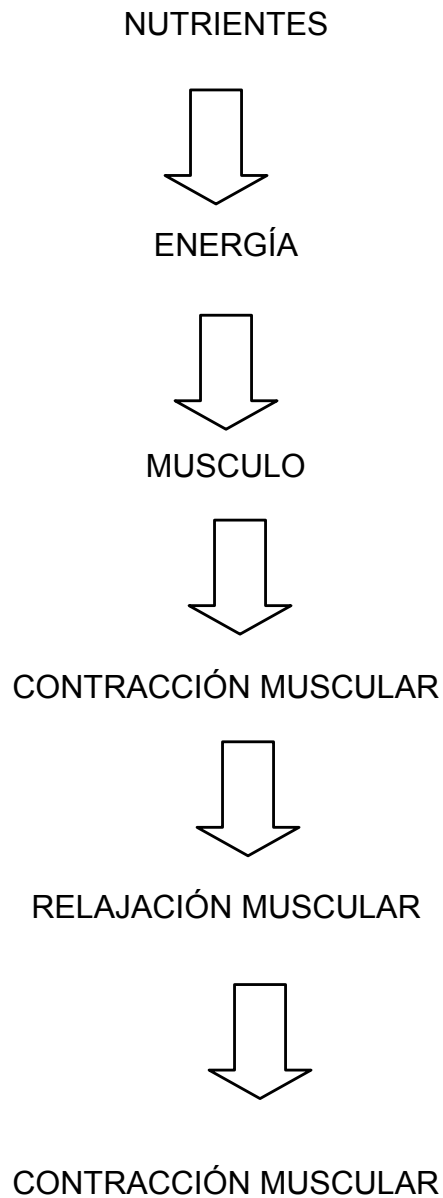 NUTRIENTES
ENERGÍA
MUSCULO
CONTRACCIÓN MUSCULAR
RELAJACIÓN MUSCULAR
CONTRACCIÓN MUSCULAR